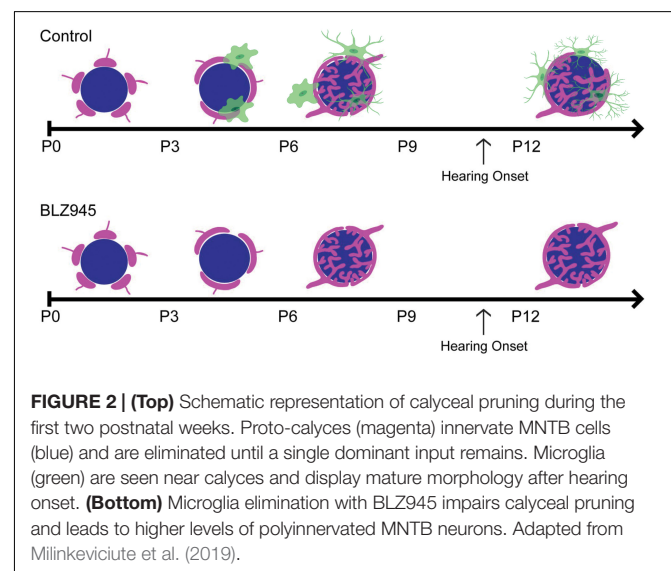 Control
P0 P3 P6 P9 P12
Hearing Onset
BLZ945
P0 P3 P6 P9 P12
Hearing Onset
FIGURE 2 | (Top) Schematic representation of calyceal pruning during the
first two postnatal weeks. Proto-calyces (magenta) innervate MNTB cells
(blue) and are eliminated until a single dominant input remains. Microglia
(green) are seen near calyces and display mature morphology after hearing
onset. (Bottom) Microglia elimination with BLZ945 impairs calyceal pruning
and leads to higher levels of polyinnervated MNTB neurons. Adapted from
Milinkeviciute et al. (2019).